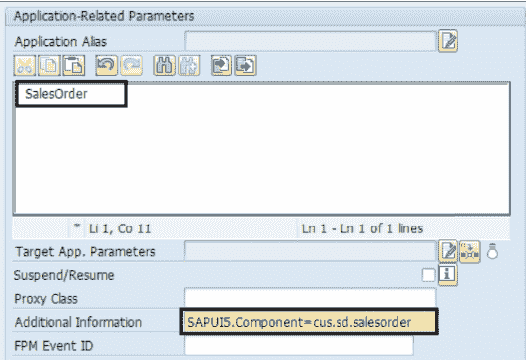 Application-Related Parameters
Application Alias
SalesOrder
* Li 1, Co 11 Ln 1 - Ln 1 of 1 lines
Target App. Parameters
Suspend/Resume
Proxy Class
Additional Information SAPUI5.Component=cus.sd.salesorder
FPM Event ID